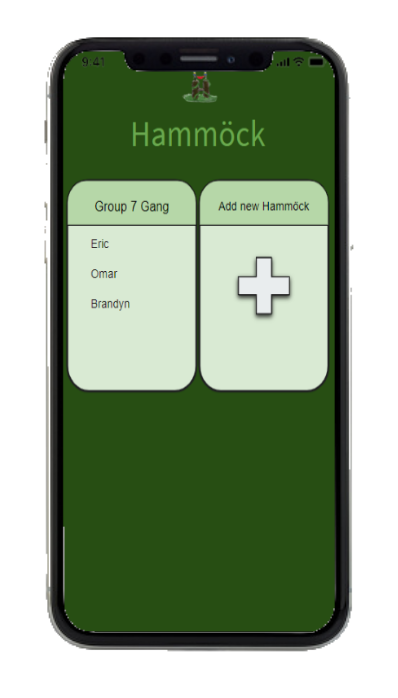 9:41
Hammöck
Group 7 Gang
Add new Hammöck
Eric
Omar
Brandyn